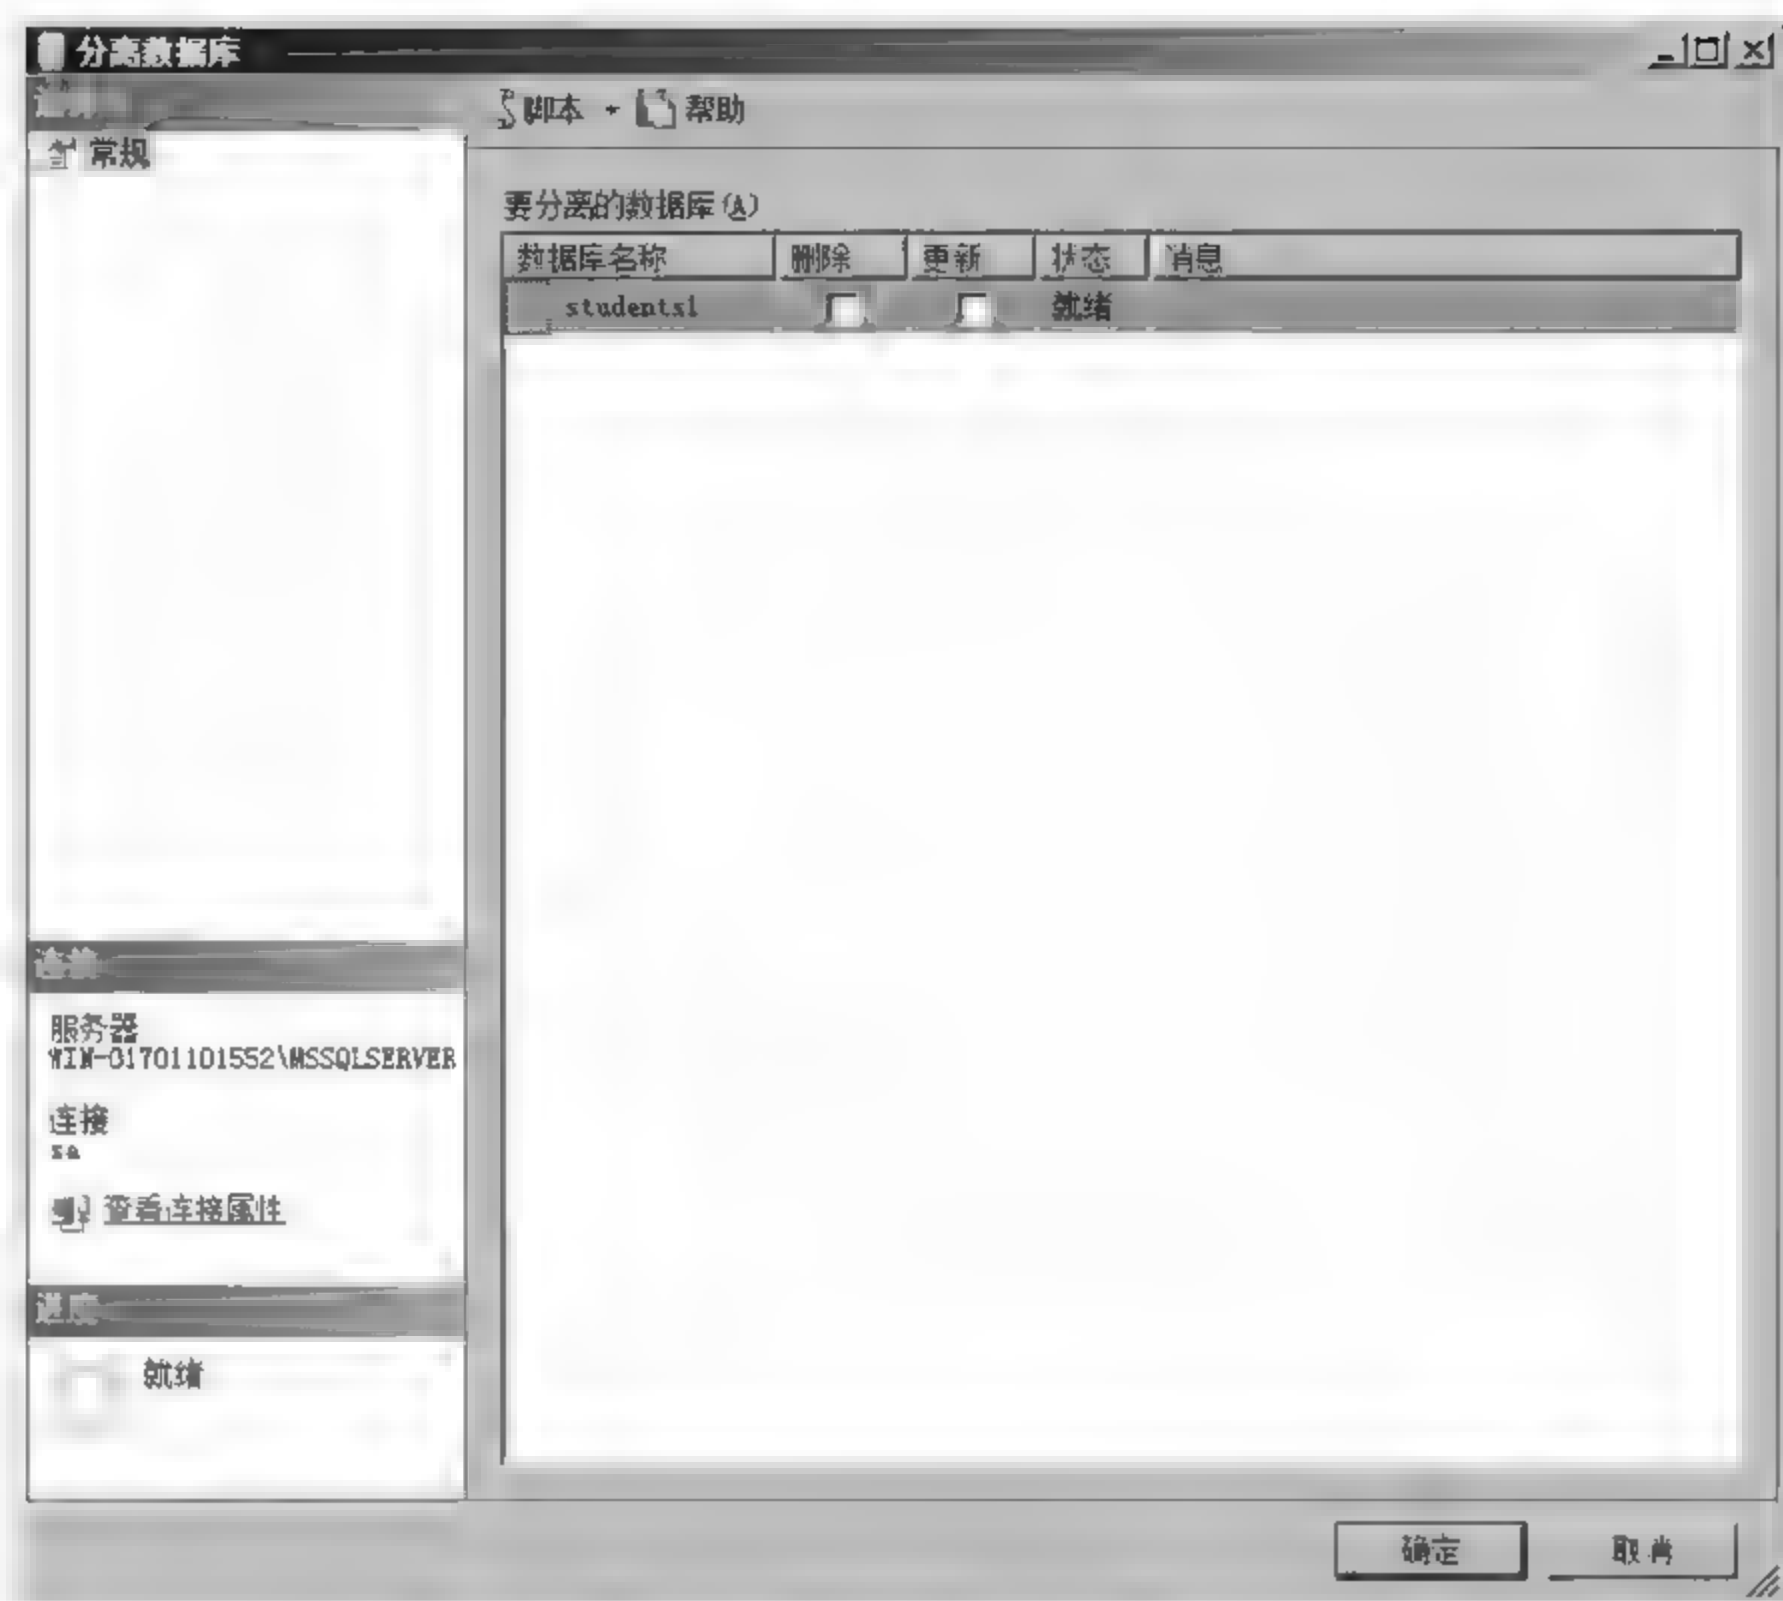 分离数据库
脚本 帮助
常规
要分离的数据库(A)
数据库名称 删除 更新 状态 消息
students1 就绪
连接
服务器
WIN-01701101552\MSSQLSERVER
连接
sa
查看连接属性
进度
就绪
确定 取消